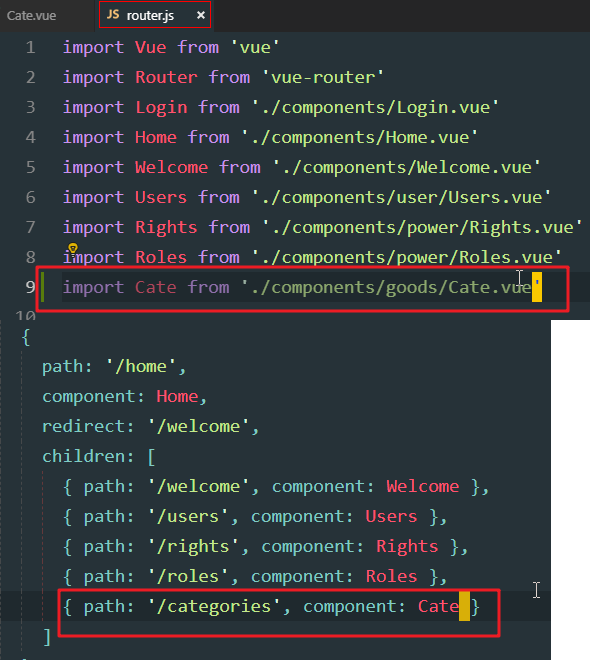 Cate.vue JS router.js ×
1 import Vue from 'vue'
2 import Router from 'vue-router'
3 import Login from './components/Login.vue'
4 import Home from './components/Home.vue'
5 import Welcome from './components/Welcome.vue'
6 import Users from './components/user/Users.vue'
7 import Rights from './components/power/Rights.vue'
8 import Roles from './components/power/Roles.vue'
9 import Cate from './components/goods/Cate.vue'
10
{
path: '/home',
component: Home,
redirect: '/welcome',
children: [
{ path: '/welcome', component: Welcome },
{ path: '/users', component: Users },
{ path: '/rights', component: Rights },
{ path: '/roles', component: Roles },
{ path: '/categories', component: Cate }
]